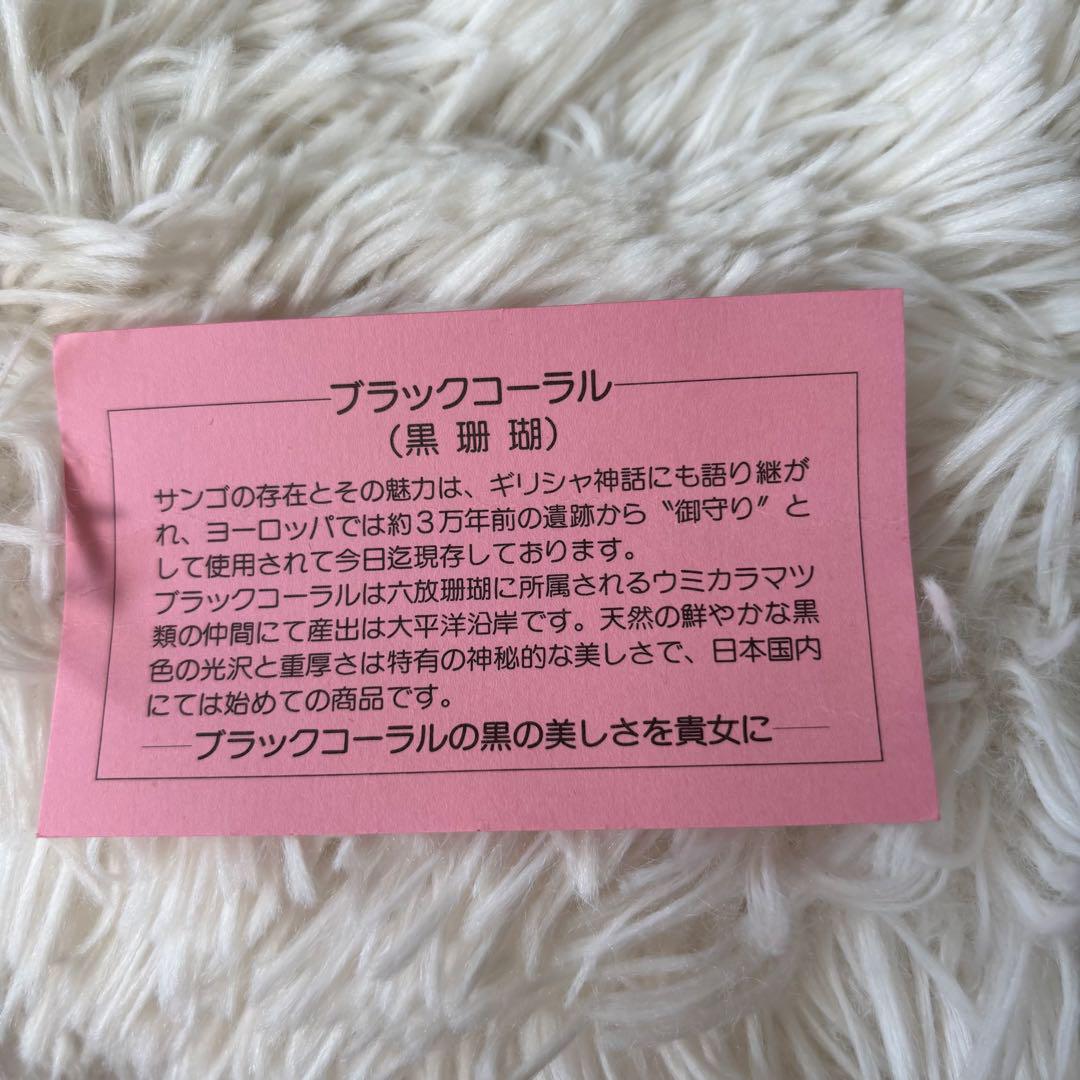 ブラックコーラル
（黒珊瑚）
サンゴの存在とその魅力は、ギリシャ神話にも語り継が
れ、ヨーロッパでは約３万年前の遺跡から〝御守り〟と
して使用されて今日迄現存しております。
ブラックコーラルは六放珊瑚に所属されるウミカラマツ
類の仲間にて産出は大平洋沿岸です。天然の鮮やかな黒
色の光沢と重厚さは特有の神秘的な美しさで、日本国内
にては始めての商品です。
ブラックコーラルの黒の美しさを貴女に